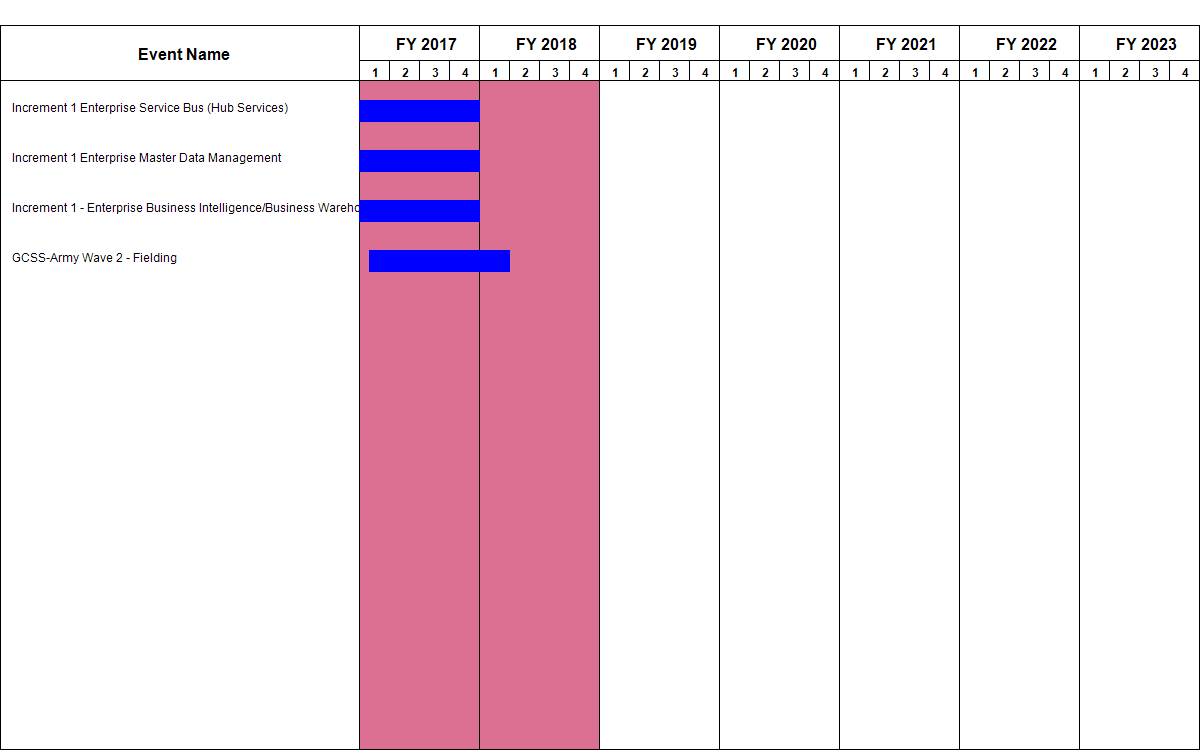 Event Name
FY 2017 FY 2018 FY 2019 FY 2020 FY 2021 FY 2022 FY 2023
1 2 3 4 1 2 3 4 1 2 3 4 1 2 3 4 1 2 3 4 1 2 3 4 1 2 3 4
Increment 1 Enterprise Service Bus (Hub Services)
Increment 1 Enterprise Master Data Management
Increment 1 - Enterprise Business Intelligence/Business Wareho
GCSS-Army Wave 2 - Fielding